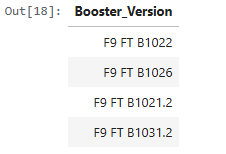 Out[18]: Booster_Version
F9 FT B1022
F9 FT B1026
F9 FT B1021.2
F9 FT B1031.2